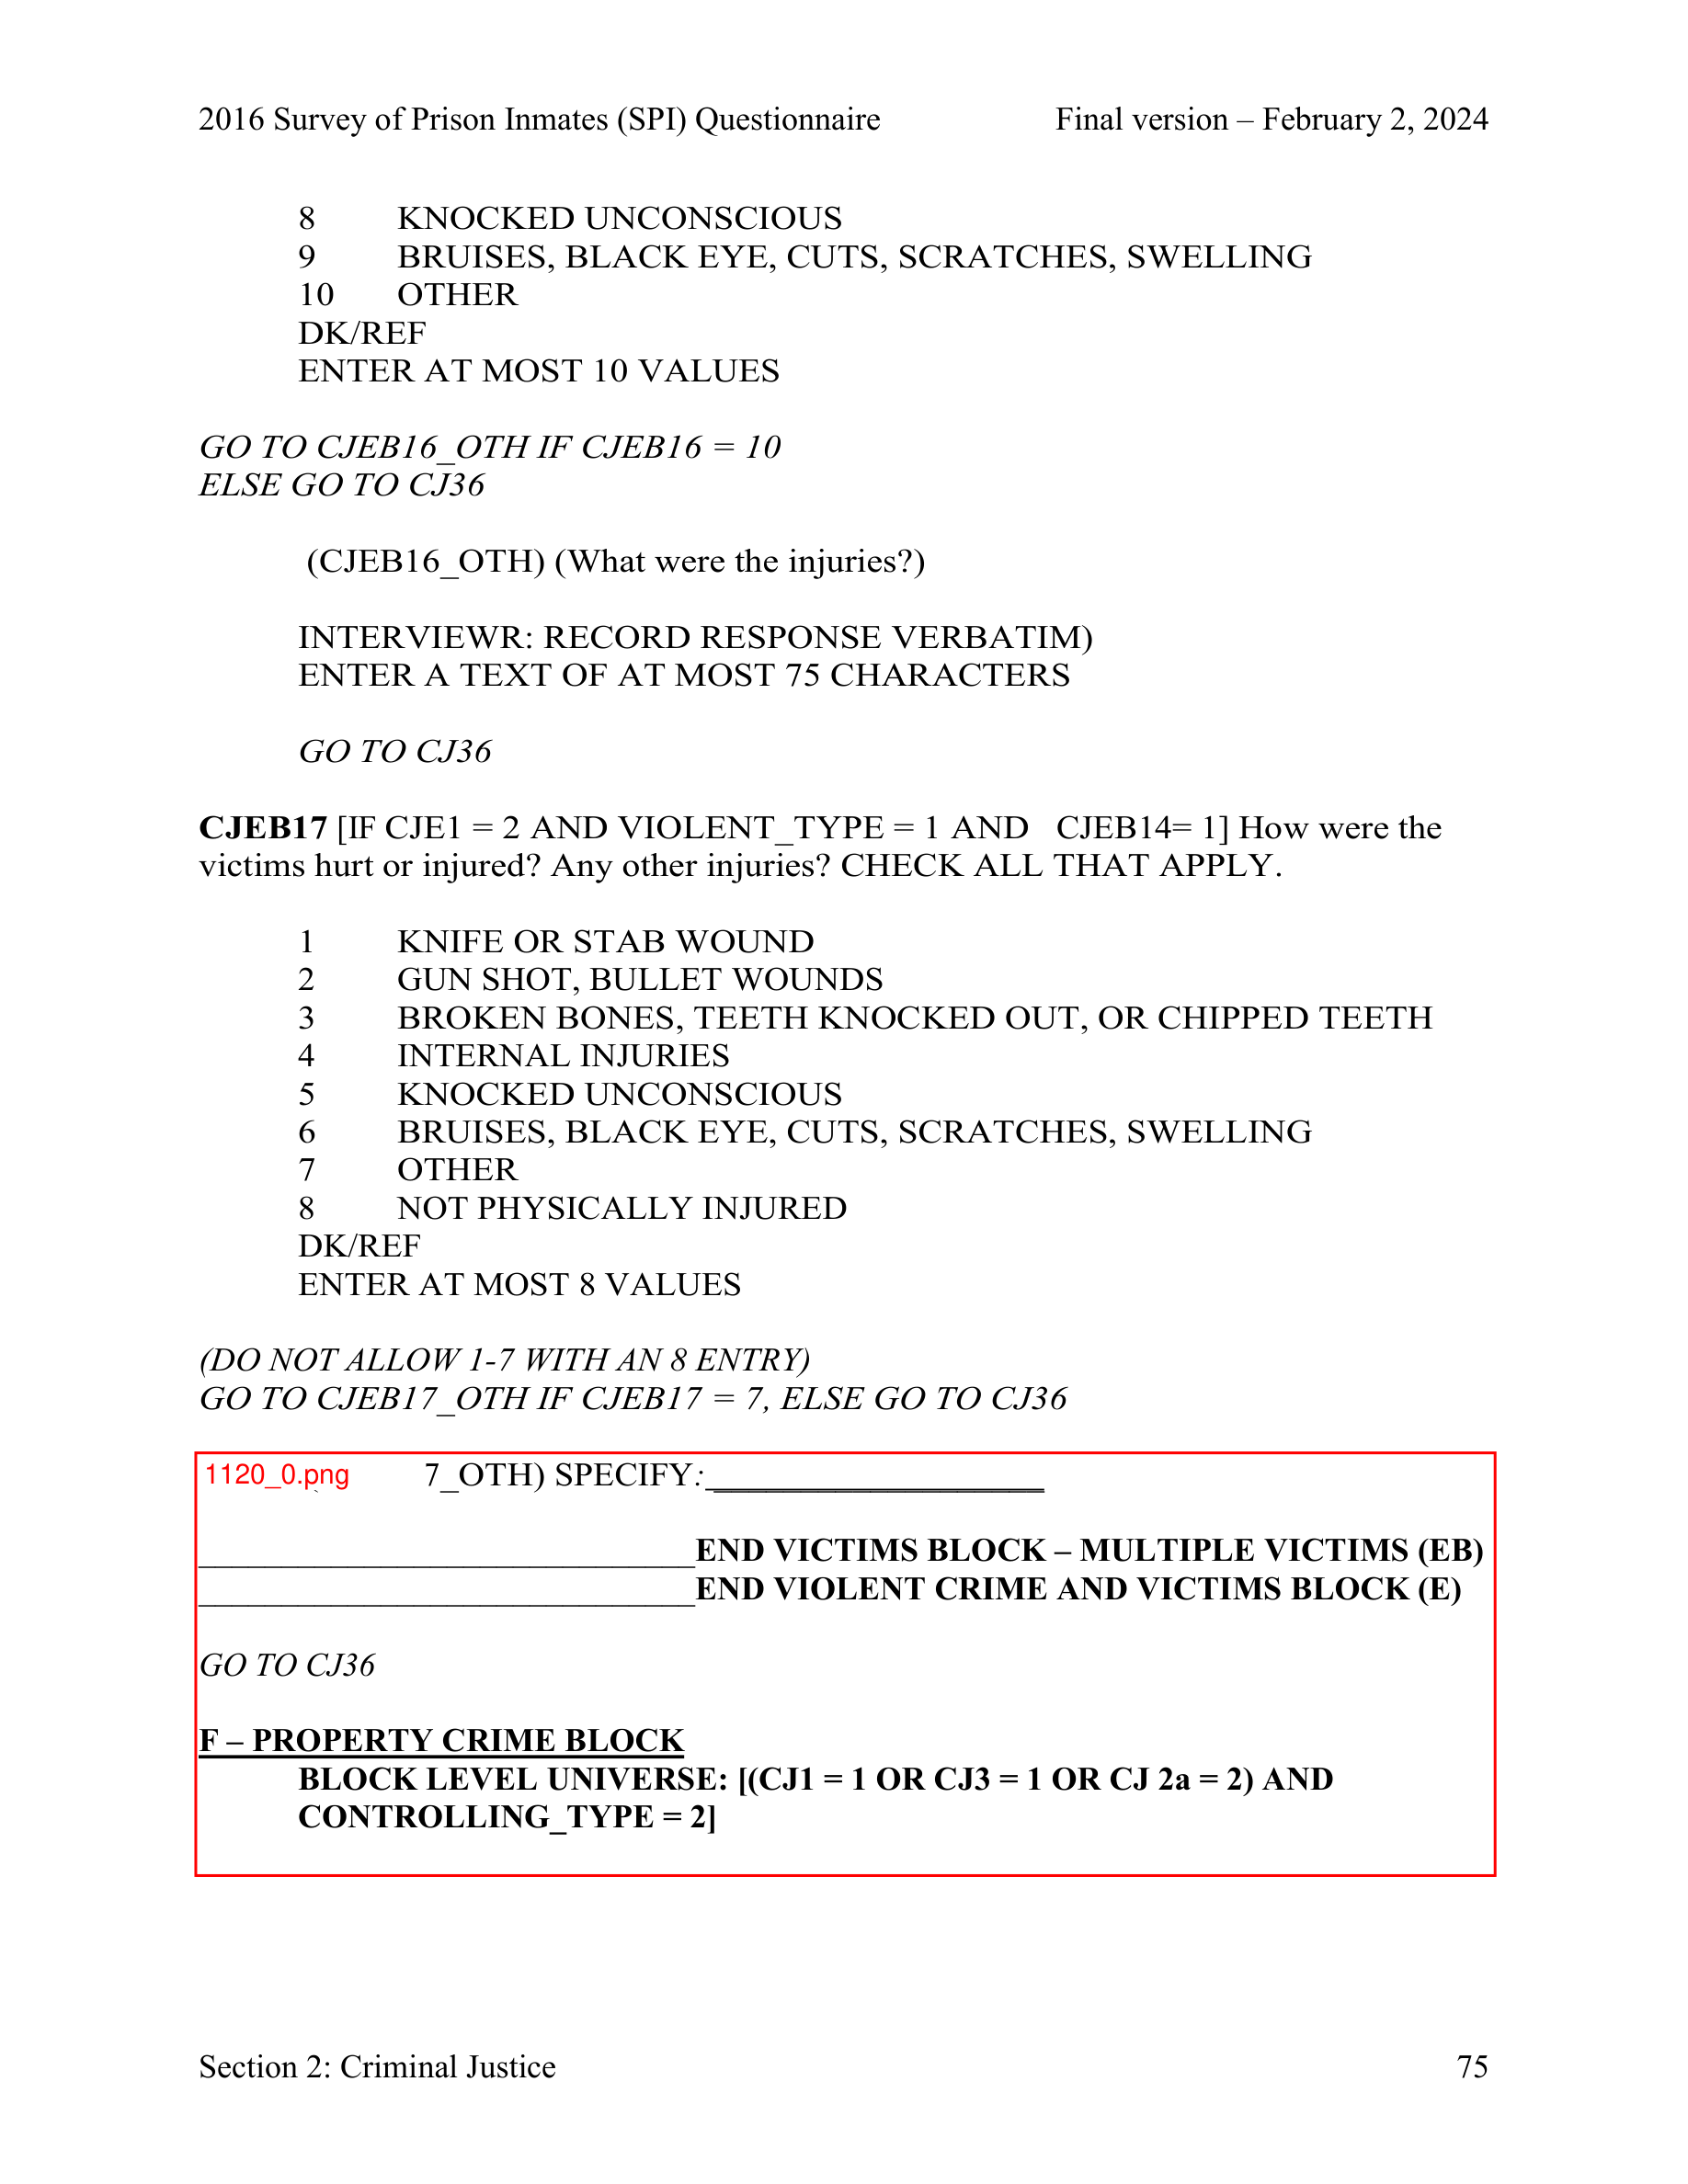 2016 Survey of Prison Inmates (SPI) Questionnaire Final version – February 2, 2024
8 KNOCKED UNCONSCIOUS
9 BRUISES, BLACK EYE, CUTS, SCRATCHES, SWELLING
10 OTHER
DK/REF
ENTER AT MOST 10 VALUES
GO TO CJEB16_OTH IF CJEB16 = 10
ELSE GO TO CJ36
(CJEB16_OTH) (What were the injuries?)
INTERVIEWR: RECORD RESPONSE VERBATIM)
ENTER A TEXT OF AT MOST 75 CHARACTERS
GO TO CJ36
CJEB17 [IF CJE1 = 2 AND VIOLENT_TYPE = 1 AND CJEB14= 1] How were the
victims hurt or injured? Any other injuries? CHECK ALL THAT APPLY.
1 KNIFE OR STAB WOUND
2 GUN SHOT, BULLET WOUNDS
3 BROKEN BONES, TEETH KNOCKED OUT, OR CHIPPED TEETH
4 INTERNAL INJURIES
5 KNOCKED UNCONSCIOUS
6 BRUISES, BLACK EYE, CUTS, SCRATCHES, SWELLING
7 OTHER
8 NOT PHYSICALLY INJURED
DK/REF
ENTER AT MOST 8 VALUES
(DO NOT ALLOW 1-7 WITH AN 8 ENTRY)
GO TO CJEB17_OTH IF CJEB17 = 7, ELSE GO TO CJ36
1120_0.png 7_OTH) SPECIFY:____________________
______________________________END VICTIMS BLOCK – MULTIPLE VICTIMS (EB)
______________________________END VIOLENT CRIME AND VICTIMS BLOCK (E)
GO TO CJ36
F – PROPERTY CRIME BLOCK
BLOCK LEVEL UNIVERSE: [(CJ1 = 1 OR CJ3 = 1 OR CJ 2a = 2) AND
CONTROLLING_TYPE = 2]
Section 2: Criminal Justice 75